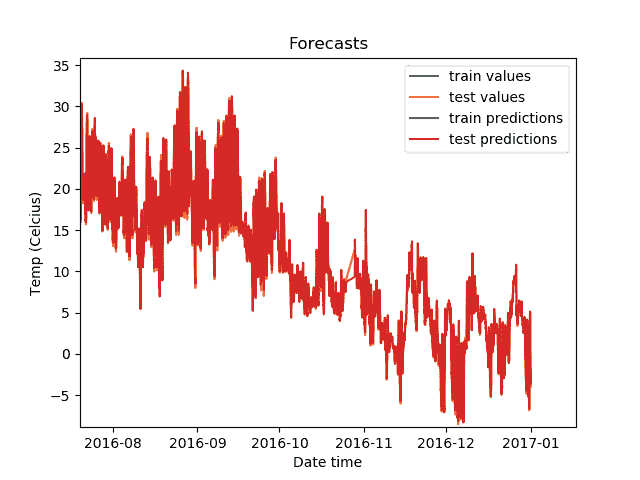 Forecasts
train values
test values
train predictions
test predictions
35
30
25
20
15
10
5
0
−5
Temp (Celcius)
2016-08 2016-09 2016-10 2016-11 2016-12 2017-01
Date time